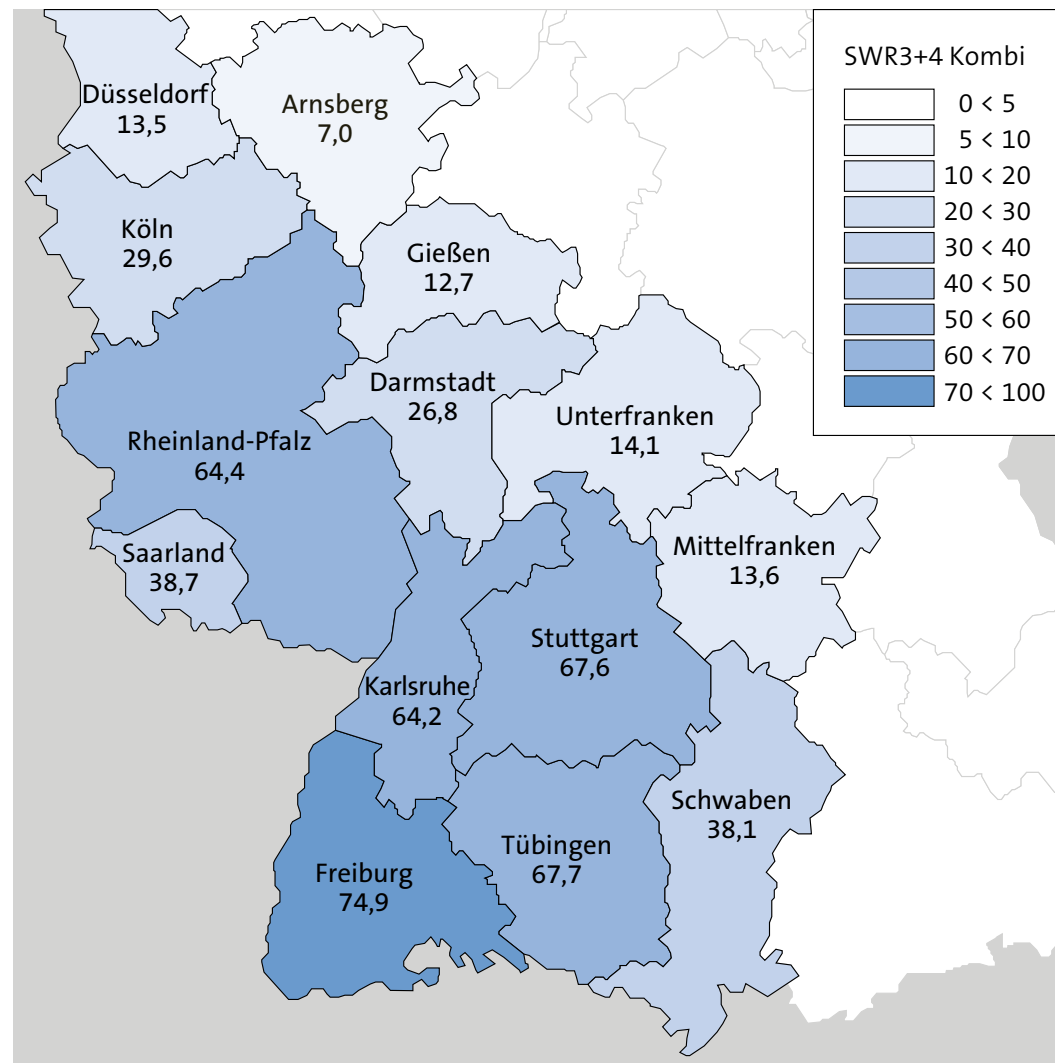 SWR3+4 Kombi
0 < 5
5 < 10
10 < 20
20 < 30
30 < 40
40 < 50
50 < 60
60 < 70
70 < 100
Düsseldorf
13,5
Arnsberg
7,0
Köln
29,6
Gießen
12,7
Darmstadt
26,8
Unterfranken
14,1
Rheinland-Pfalz
64,4
Saarland
38,7
Mittelfranken
13,6
Stuttgart
67,6
Karlsruhe
64,2
Schwaben
38,1
Tübingen
67,7
Freiburg
74,9